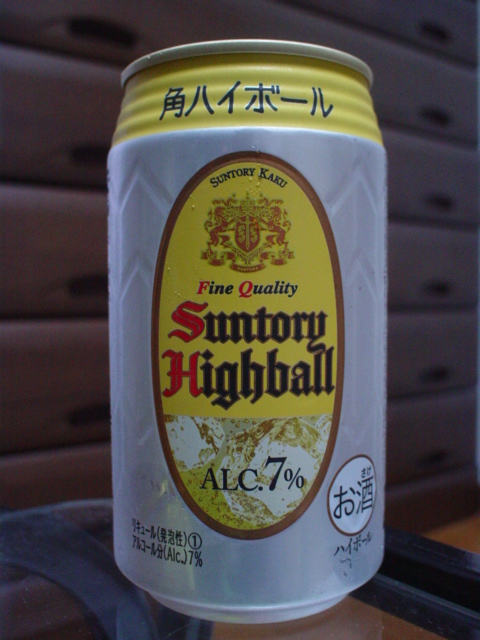 角ハイボール
SUNTORY KAKU
Fine Quality
Suntory
Highball
ALC.7%
さけ
お酒
ハイボール
リキュール(発泡性)①
アルコール分(Alc.)7%